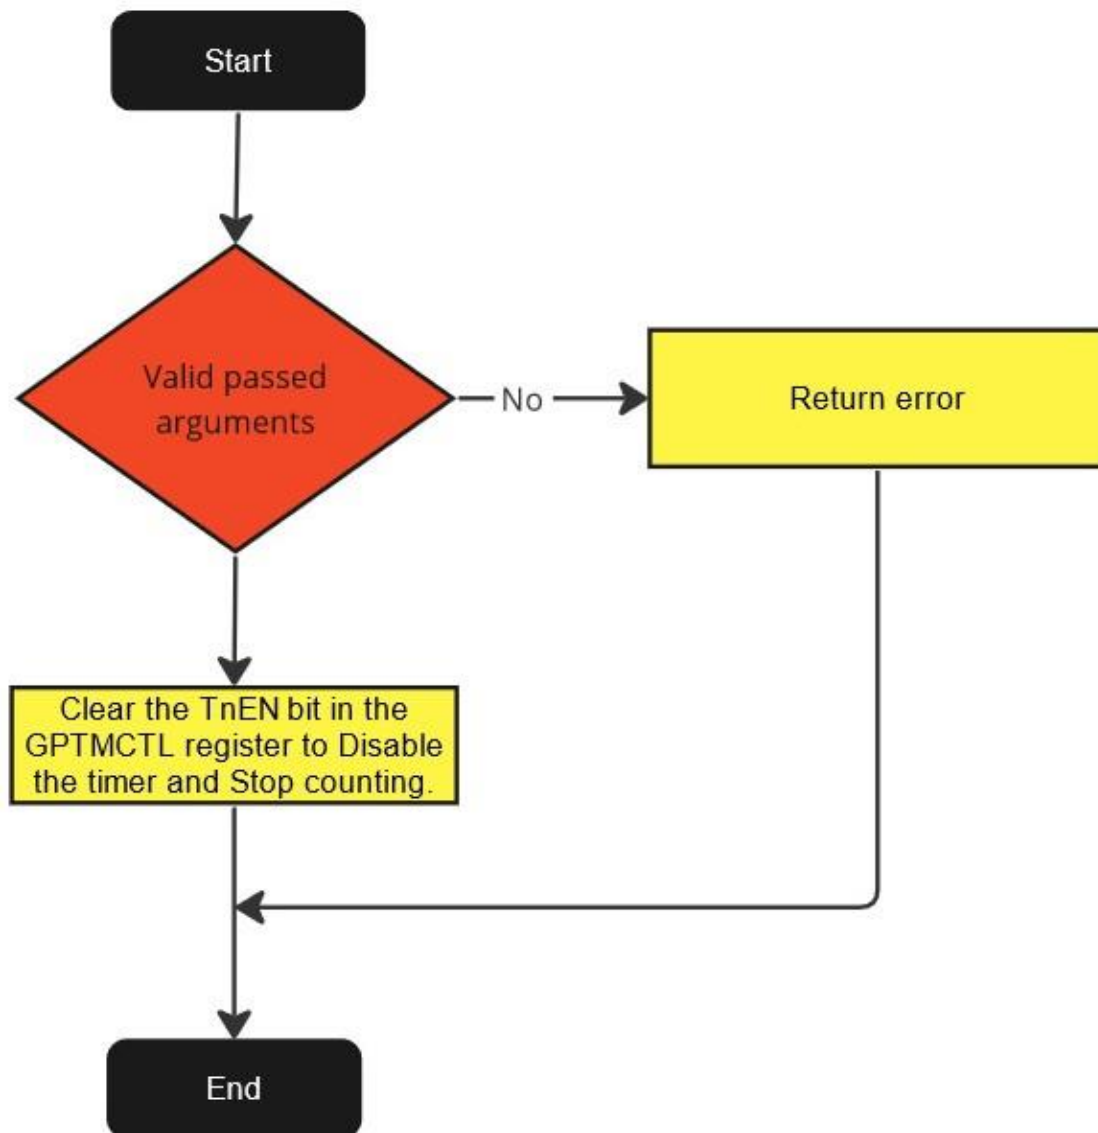 Start
Valid passed
arguments
No
Return error
Clear the TnEN bit in the
GPTMCTL register to Disable
the timer and Stop counting.
End